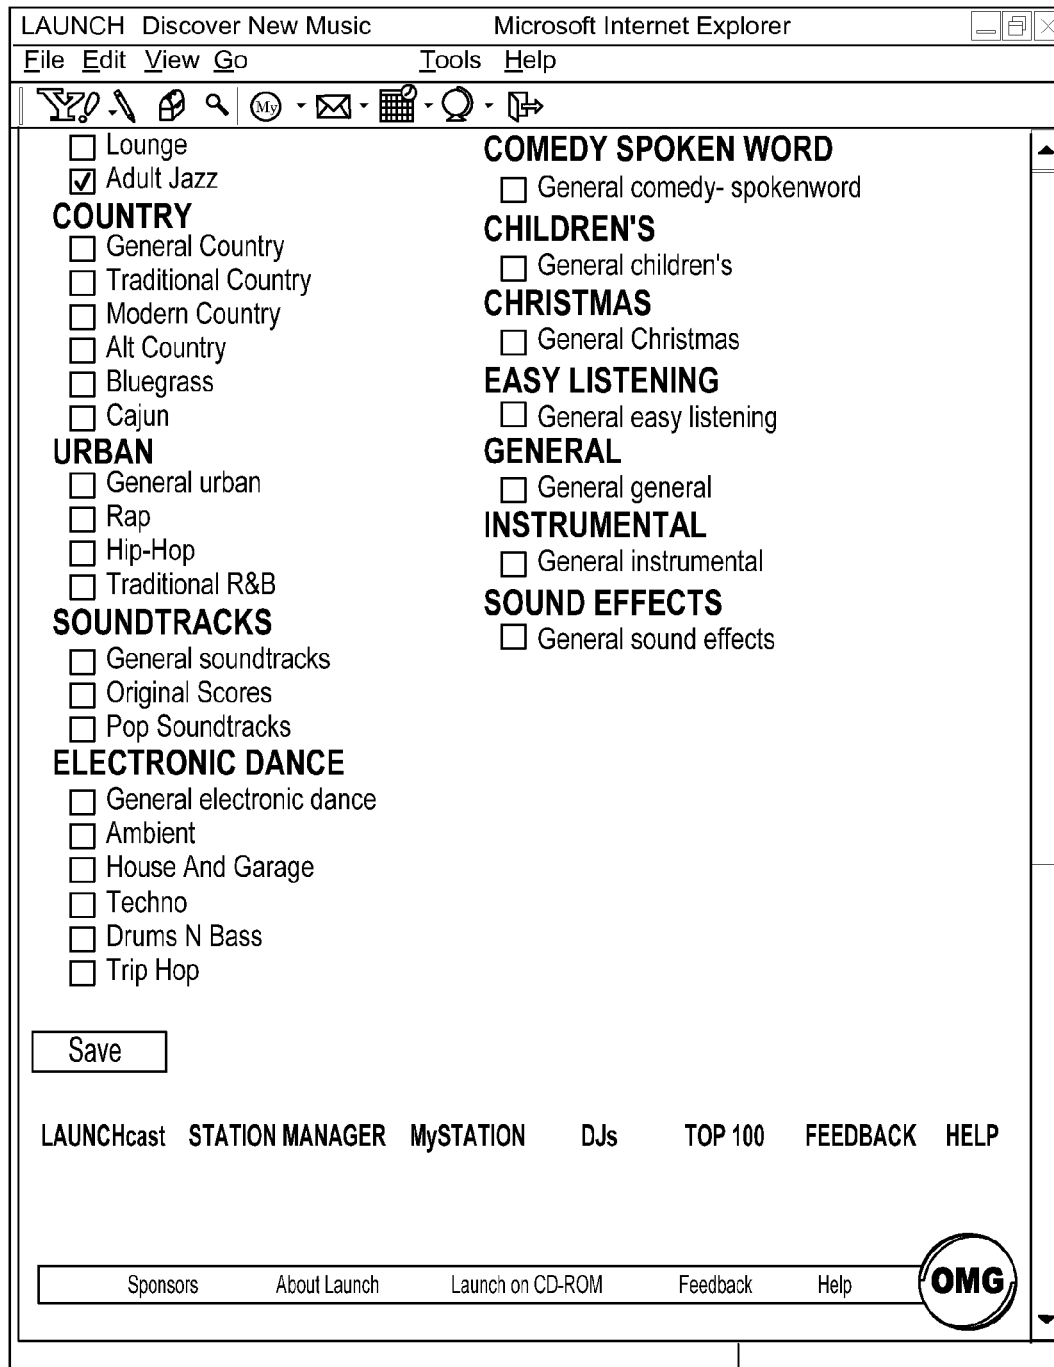 LAUNCH Discover New Music Microsoft Internet Explorer
File Edit View Go Tools Help
Y! My
Lounge
Adult Jazz
COUNTRY
General Country
Traditional Country
Modern Country
Alt Country
Bluegrass
Cajun
URBAN
General urban
Rap
Hip-Hop
Traditional R&B
SOUNDTRACKS
General soundtracks
Original Scores
Pop Soundtracks
ELECTRONIC DANCE
General electronic dance
Ambient
House And Garage
Techno
Drums N Bass
Trip Hop
COMEDY SPOKEN WORD
General comedy- spokenword
CHILDREN'S
General children's
CHRISTMAS
General Christmas
EASY LISTENING
General easy listening
GENERAL
General general
INSTRUMENTAL
General instrumental
SOUND EFFECTS
General sound effects
Save
LAUNCHcast STATION MANAGER MySTATION DJs TOP 100 FEEDBACK HELP
Sponsors About Launch Launch on CD-ROM Feedback Help OMG